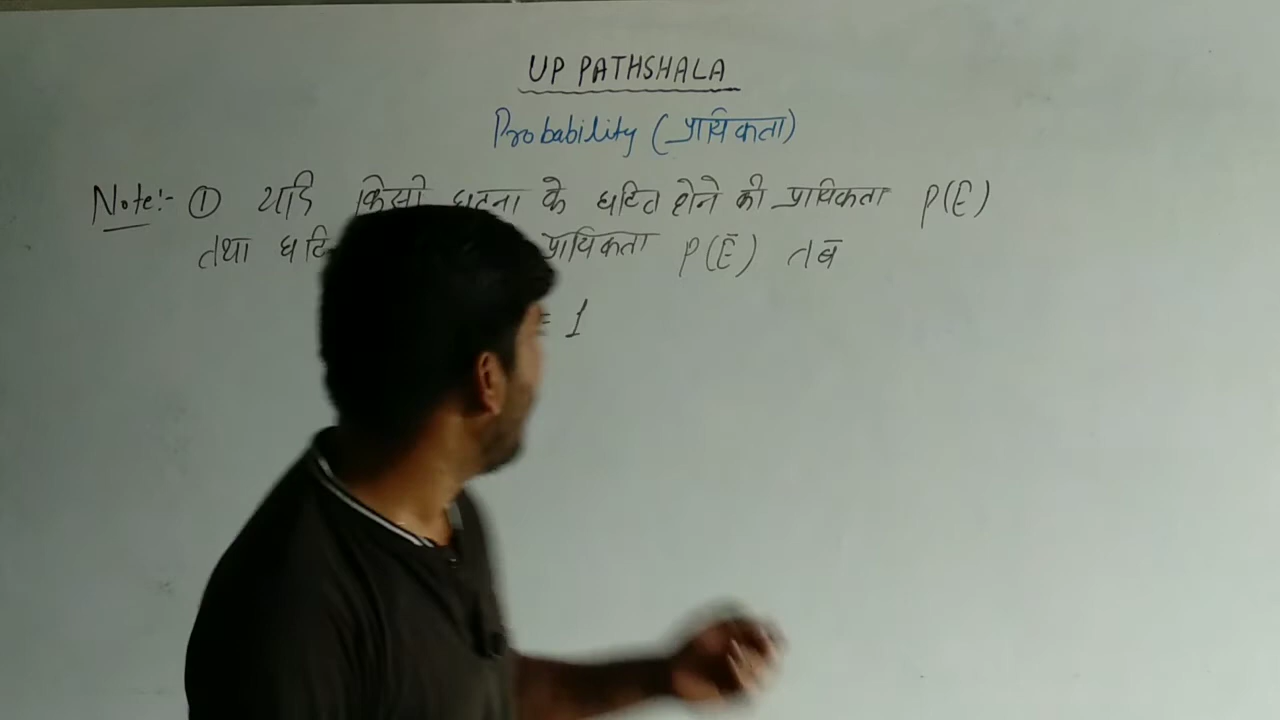 UP PATHSHALA
Probability (प्रायिकता)
Note:- ① यदि किसी घटना के घटित होने की प्रायिकता P(E)
तथा प्रायिकता P(Ē) तब
= 1